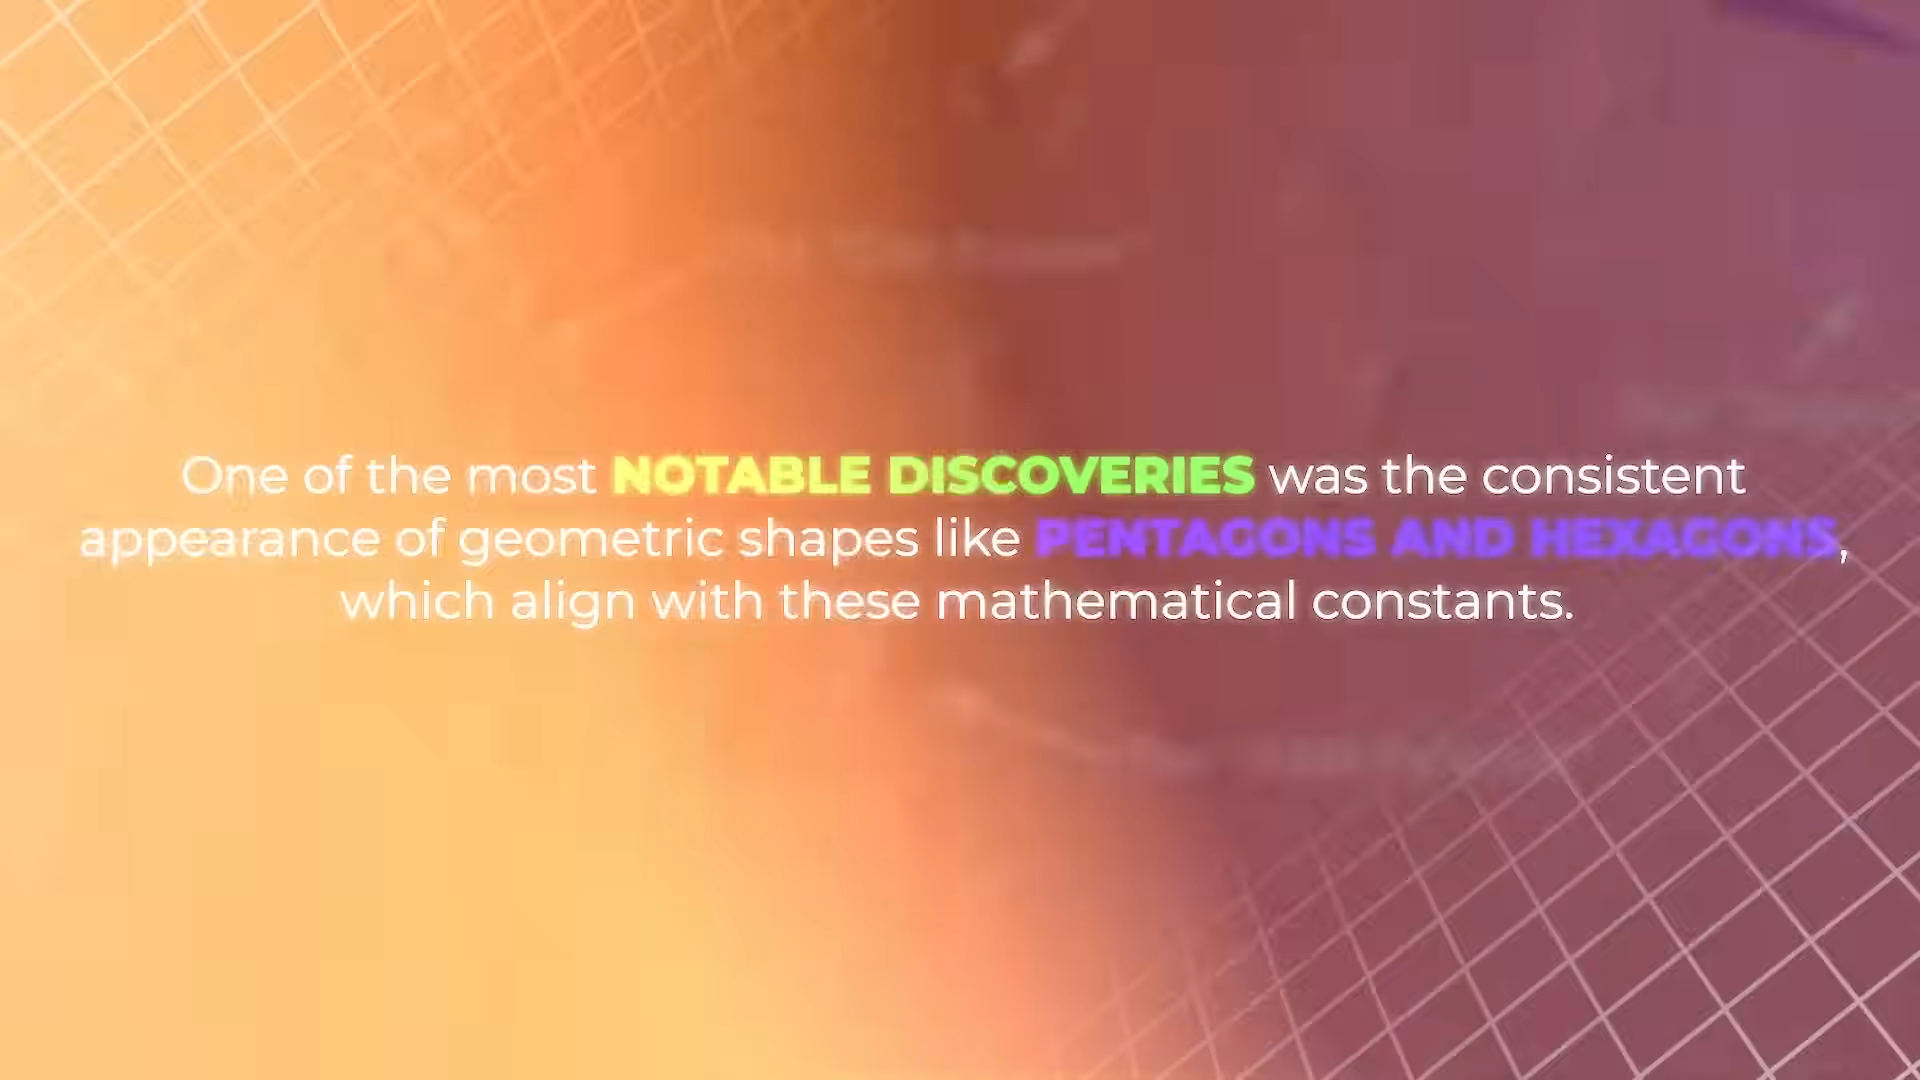 One of the most NOTABLE DISCOVERIES was the consistent
appearance of geometric shapes like PENTAGONS AND HEXAGONS,
which align with these mathematical constants.